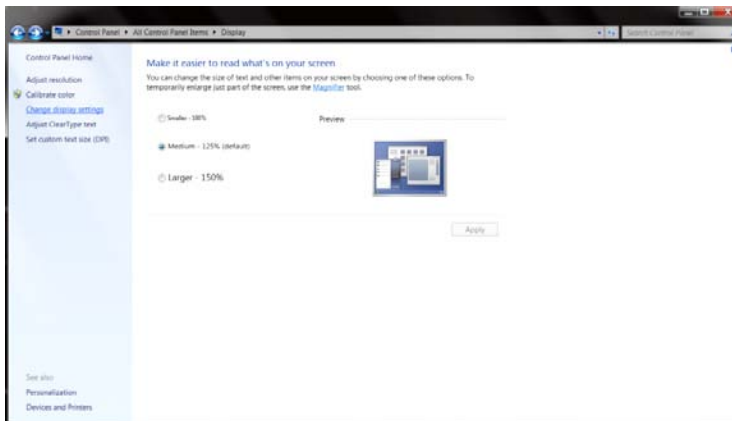 Control Panel ▸ All Control Panel Items ▸ Display
Search Control Panel
Control Panel Home
Adjust resolution
Calibrate color
Change display settings
Adjust ClearType text
Set custom text size (DPI)
See also
Personalization
Devices and Printers
Make it easier to read what's on your screen
You can change the size of text and other items on your screen by choosing one of these options. To
temporarily enlarge just part of the screen, use the Magnifier tool.
Smaller - 100%
Preview
Medium - 125% (default)
Larger - 150%
Apply